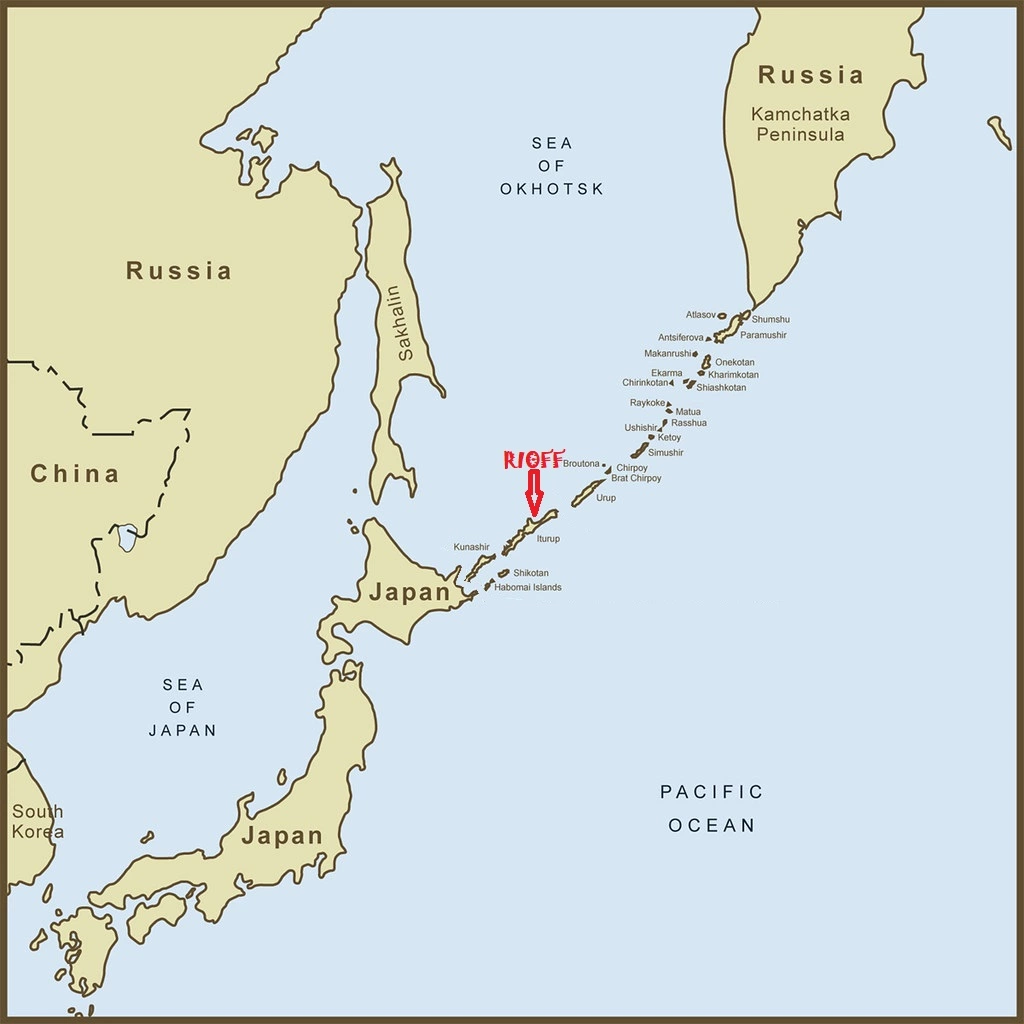 Russia
Kamchatka
Peninsula
SEA
OF
OKHOTSK
Russia
Sakhalin
Atlasov
Shumshu
Antsiferova
Paramushir
Makanrushi
Onekotan
Ekarma
Kharimkotan
Chirinkotan
Shiashkotan
Raykoke
Matua
Rasshua
Ushishir
Ketoy
Simushir
RIOFF
Broutona
Chirpoy
Brat Chirpoy
China
Urup
Iturup
Kunashir
Shikotan
Habomai Islands
Japan
SEA
OF
JAPAN
PACIFIC
OCEAN
South
Korea
Japan